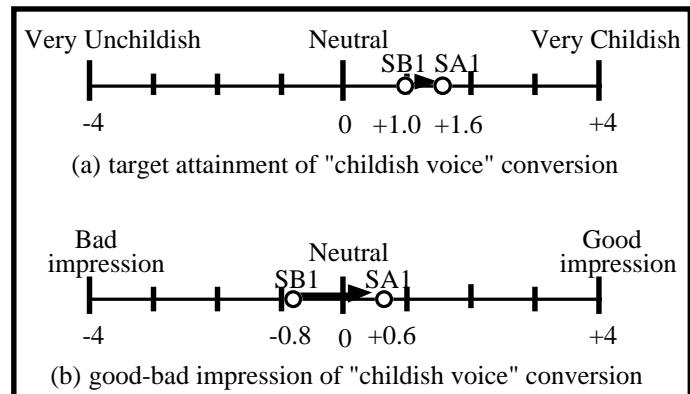 Very Unchildish Neutral Very Childish
SB1 SA1
-4 0 +1.0 +1.6 +4
(a) target attainment of "childish voice" conversion
Bad impression Neutral Good impression
SB1 SA1
-4 -0.8 0 +0.6 +4
(b) good-bad impression of "childish voice" conversion